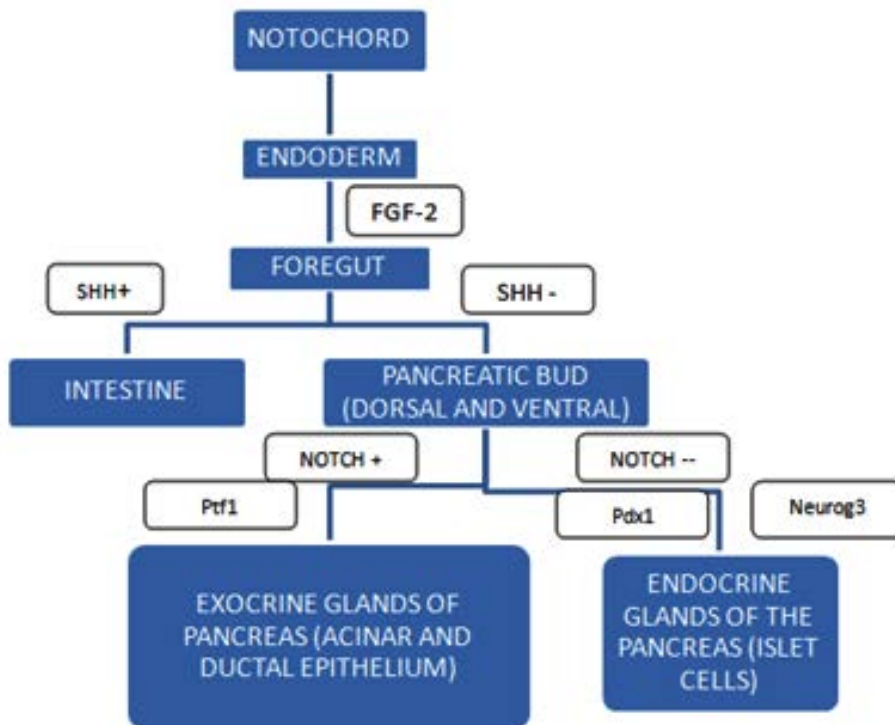 NOTOCHORD
ENDODERM
FGF-2
FOREGUT
SHH+
SHH -
INTESTINE
PANCREATIC BUD
(DORSAL AND VENTRAL)
NOTCH +
NOTCH --
Ptf1
Pdx1
Neurog3
EXOCRINE GLANDS OF
PANCREAS (ACINAR AND
DUCTAL EPITHELIUM)
ENDOCRINE
GLANDS OF THE
PANCREAS (ISLET
CELLS)